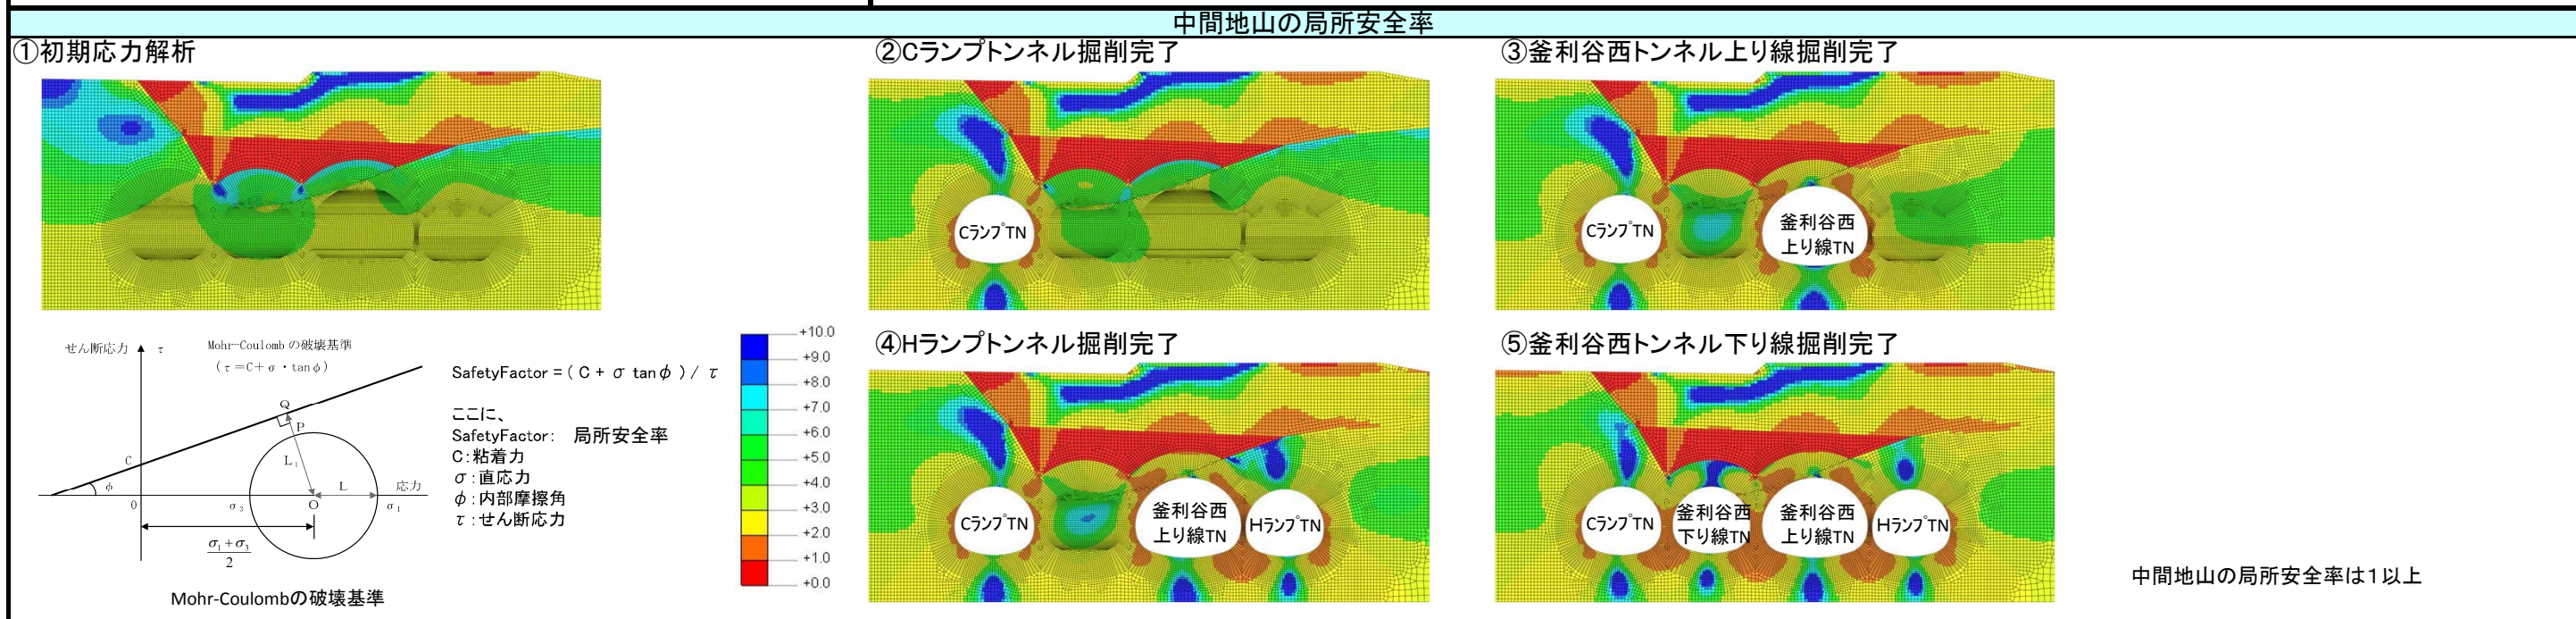 中間地山の局所安全率
①初期応力解析
②Cランプトンネル掘削完了
CランプTN
③釜利谷西トンネル上り線掘削完了
CランプTN
釜利谷西
上り線TN
せん断応力 τ
Mohr-Coulomb の破壊基準
(τ=C+σ・tanφ)
Q
P
C
L₁
φ
L
応力
0
σ₃
O
σ₁
σ₁+σ₃
2
Mohr-Coulombの破壊基準
SafetyFactor = ( C + σ tanφ ) / τ
ここに、
SafetyFactor: 局所安全率
C:粘着力
σ:直応力
φ:内部摩擦角
τ:せん断応力
+10.0
+9.0
+8.0
+7.0
+6.0
+5.0
+4.0
+3.0
+2.0
+1.0
+0.0
④Hランプトンネル掘削完了
CランプTN
釜利谷西
上り線TN
HランプTN
⑤釜利谷西トンネル下り線掘削完了
CランプTN
釜利谷西
下り線TN
釜利谷西
上り線TN
HランプTN
中間地山の局所安全率は1以上